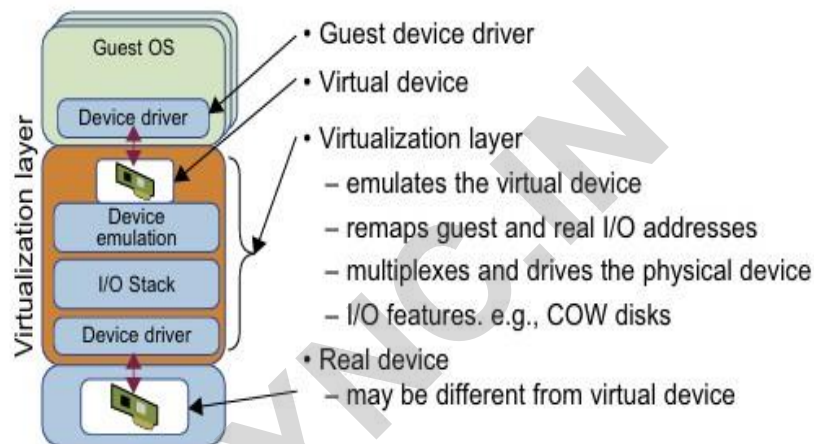 Guest OS
Device driver
Virtualization layer
Device
emulation
I/O Stack
Device driver
• Guest device driver
• Virtual device
• Virtualization layer
– emulates the virtual device
– remaps guest and real I/O addresses
– multiplexes and drives the physical device
– I/O features. e.g., COW disks
• Real device
– may be different from virtual device
YNC.IN